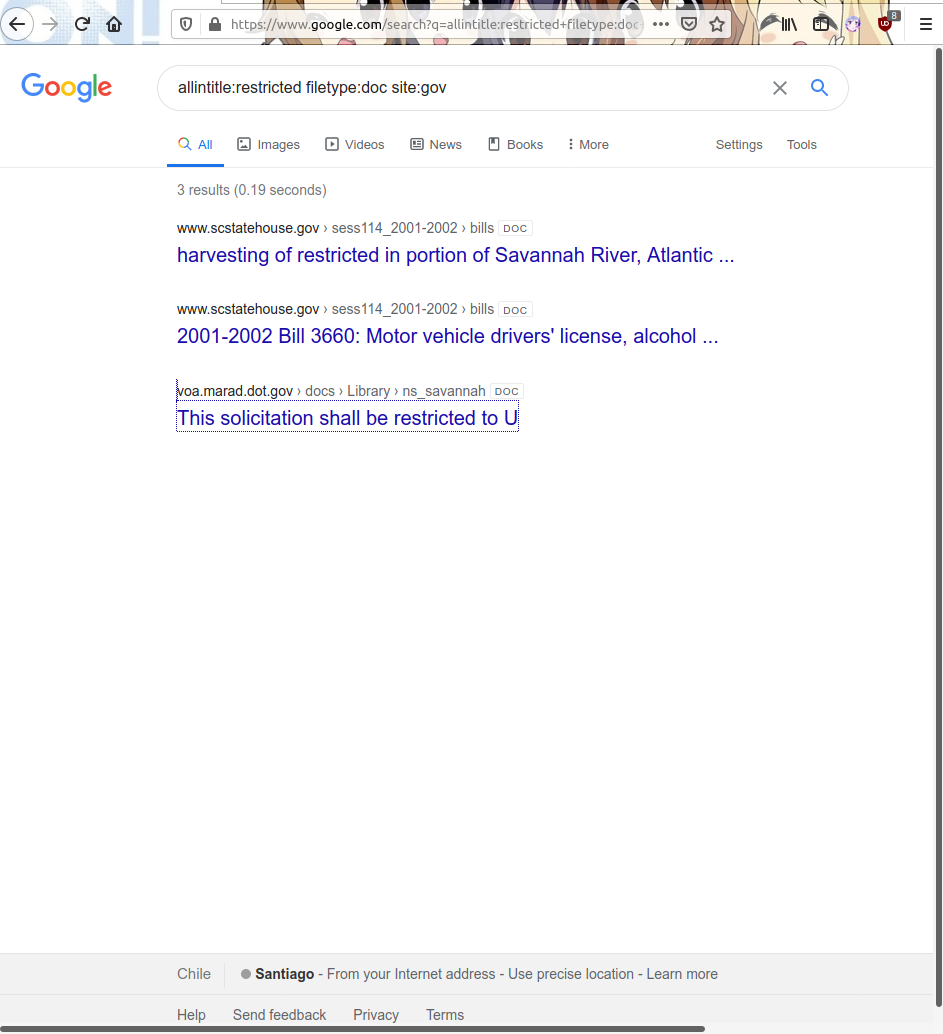 ON!
https://www.google.com/search?q=allintitle:restricted+filetype:doc
8
Google
allintitle:restricted filetype:doc site:gov
All Images Videos News Books More Settings Tools
3 results (0.19 seconds)
www.scstatehouse.gov › sess114_2001-2002 › bills DOC
harvesting of restricted in portion of Savannah River, Atlantic ...
www.scstatehouse.gov › sess114_2001-2002 › bills DOC
2001-2002 Bill 3660: Motor vehicle drivers' license, alcohol ...
voa.marad.dot.gov › docs › Library › ns_savannah DOC
This solicitation shall be restricted to U
Chile Santiago - From your Internet address - Use precise location - Learn more
Help Send feedback Privacy Terms